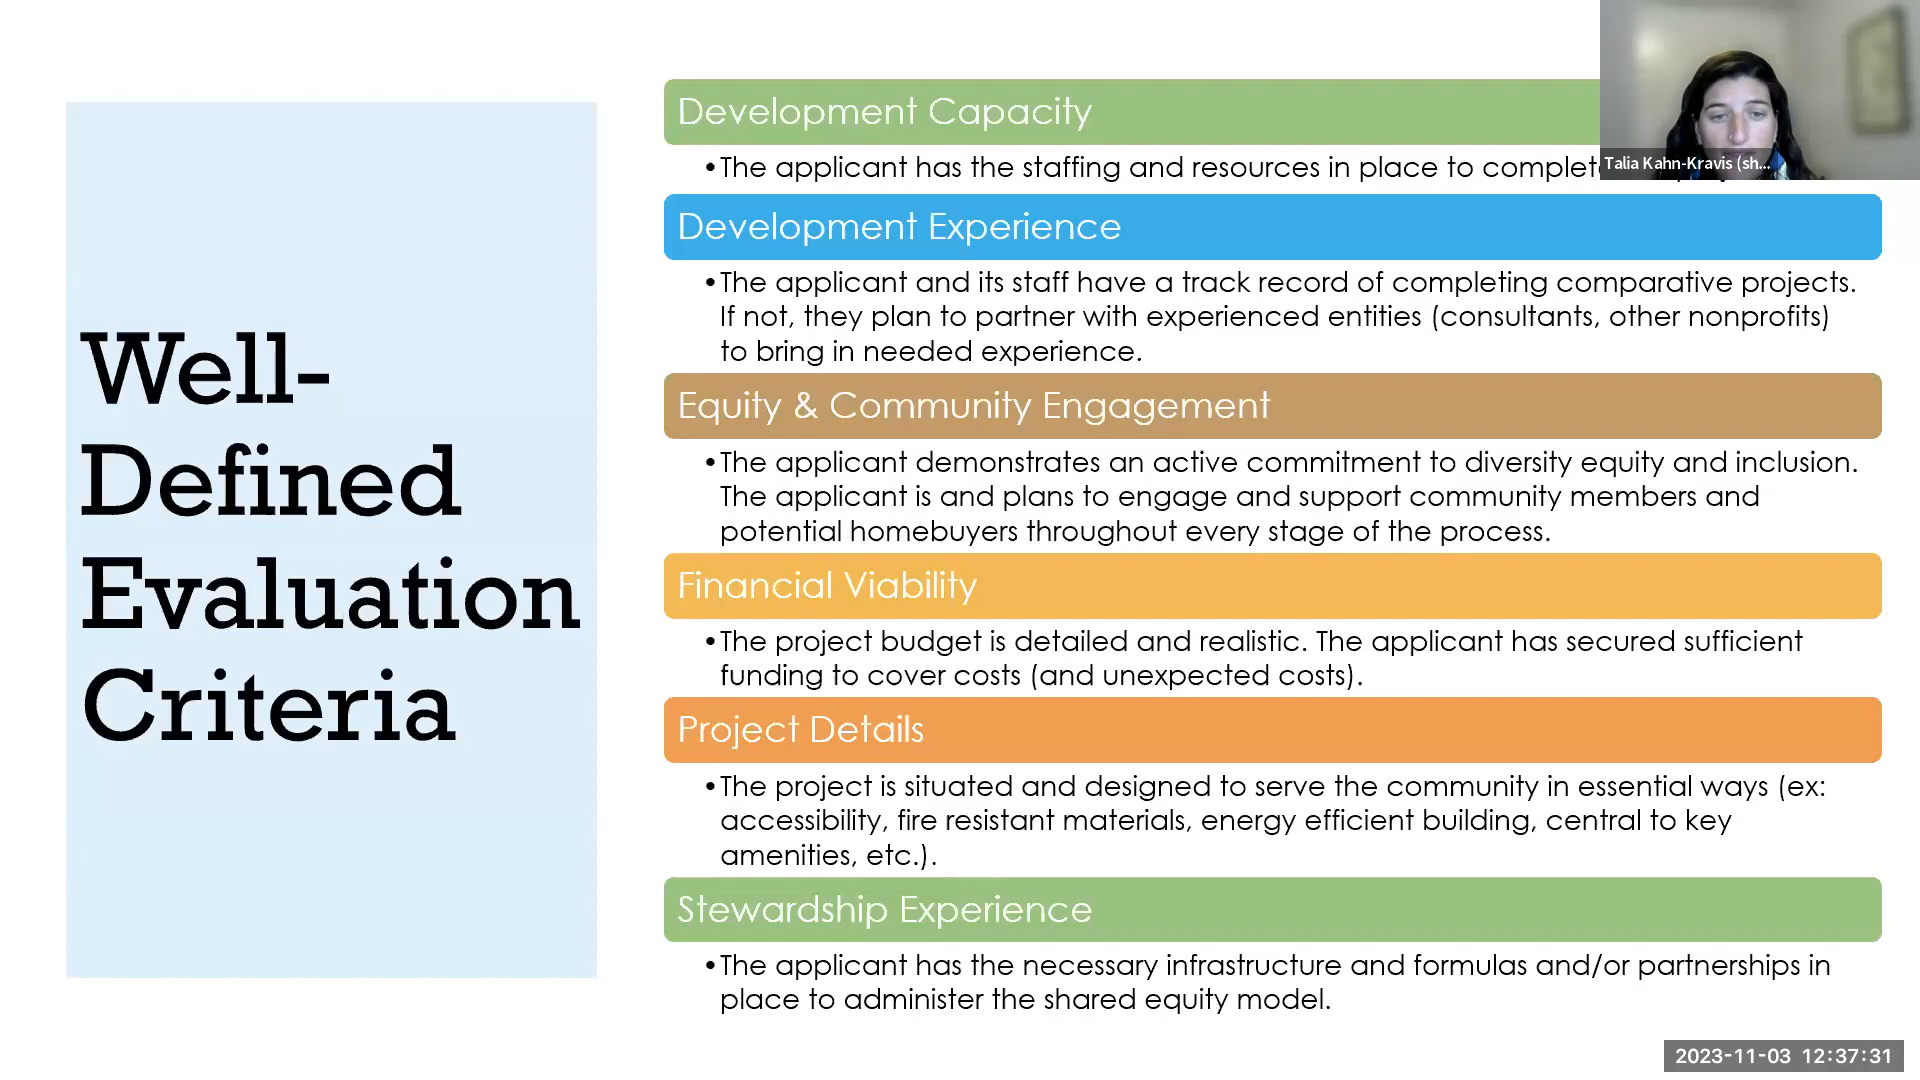 Well-
Defined
Evaluation
Criteria
Development Capacity
•The applicant has the staffing and resources in place to complete
Talia Kahn-Kravis (sh...
Development Experience
•The applicant and its staff have a track record of completing comparative projects.
If not, they plan to partner with experienced entities (consultants, other nonprofits)
to bring in needed experience.
Equity & Community Engagement
•The applicant demonstrates an active commitment to diversity equity and inclusion.
The applicant is and plans to engage and support community members and
potential homebuyers throughout every stage of the process.
Financial Viability
•The project budget is detailed and realistic. The applicant has secured sufficient
funding to cover costs (and unexpected costs).
Project Details
•The project is situated and designed to serve the community in essential ways (ex:
accessibility, fire resistant materials, energy efficient building, central to key
amenities, etc.).
Stewardship Experience
•The applicant has the necessary infrastructure and formulas and/or partnerships in
place to administer the shared equity model.
2023-11-03 12:37:31